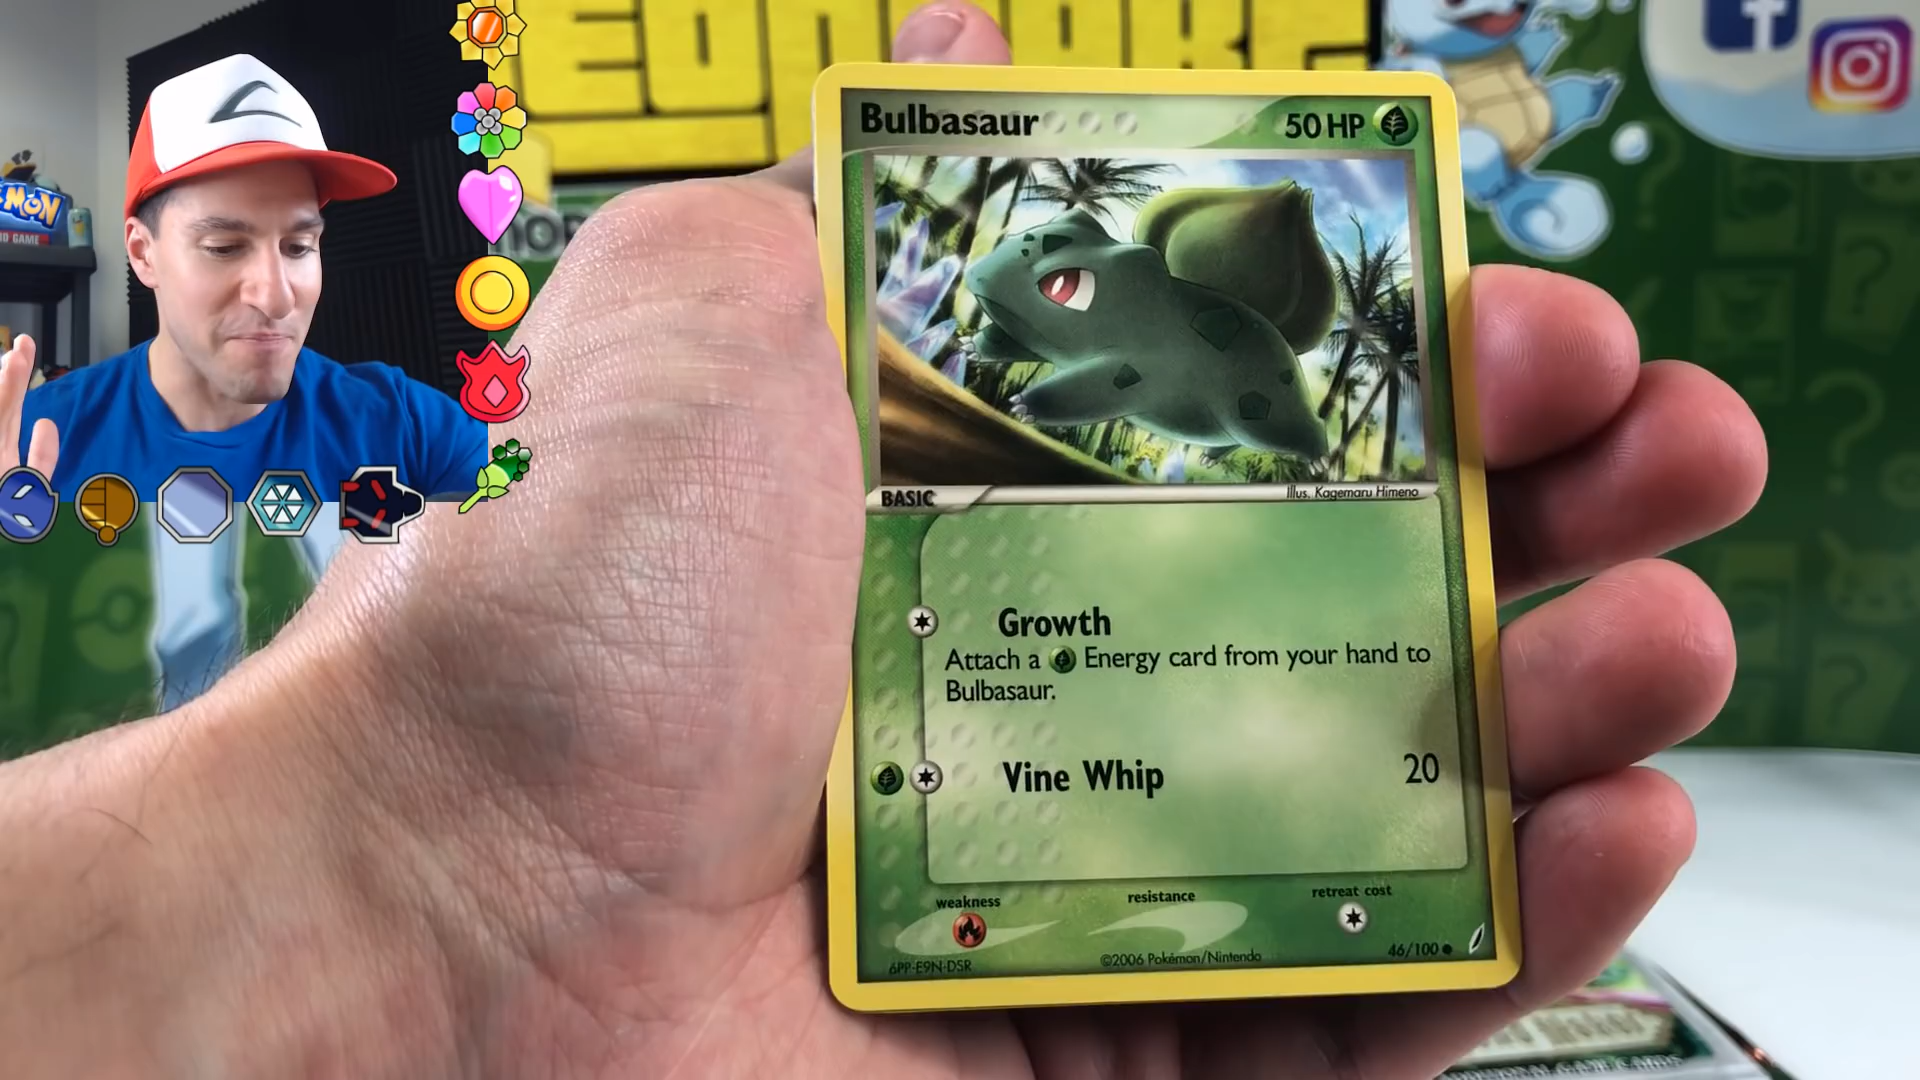 Bulbasaur 50 HP
BASIC
Illus. Kagemaru Himeno
Growth
Attach a Energy card from your hand to
Bulbasaur.
Vine Whip 20
weakness resistance retreat cost
6PP-E9N-DSR ©2006 Pokémon/Nintendo 46/100